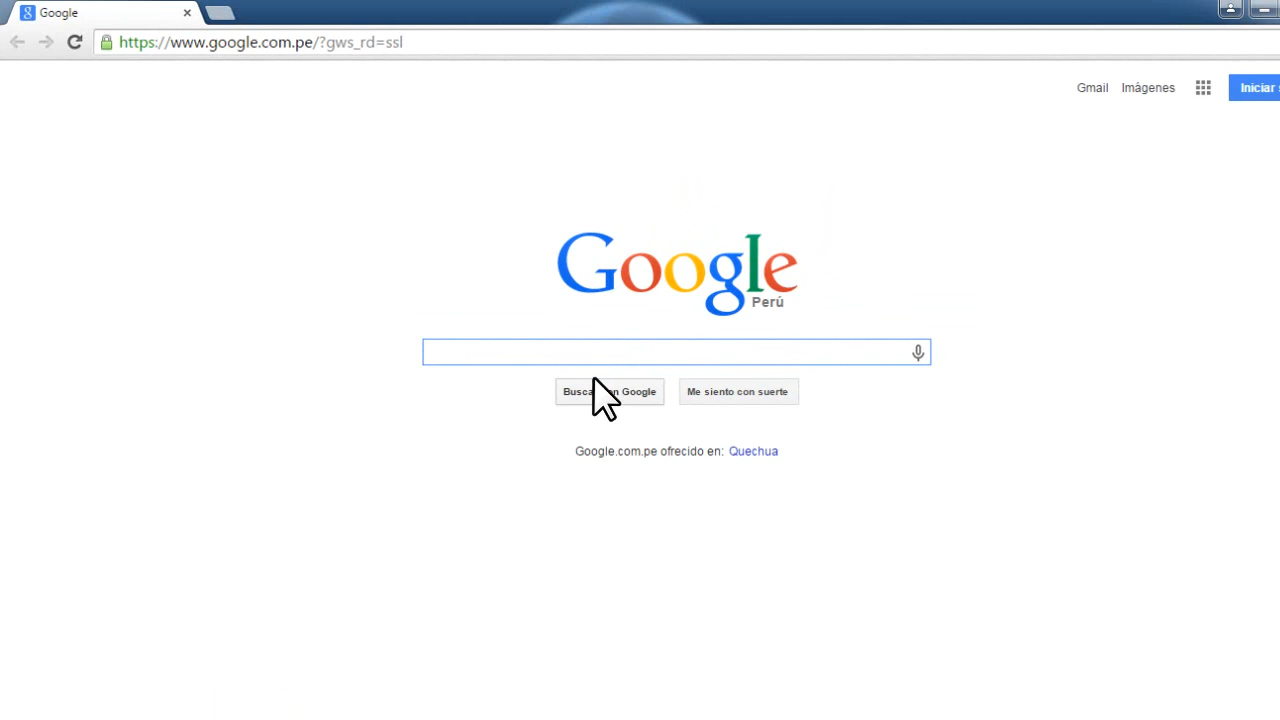 Google
https://www.google.com.pe/?gws_rd=ssl
Gmail Imágenes Iniciar
Google
Perú
Buscar en Google Me siento con suerte
Google.com.pe ofrecido en: Quechua